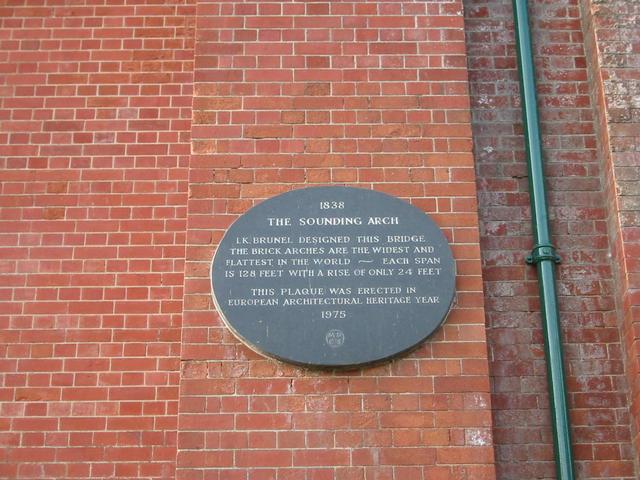 1838
THE SOUNDING ARCH
I.K. BRUNEL DESIGNED THIS BRIDGE
THE BRICK ARCHES ARE THE WIDEST AND
FLATTEST IN THE WORLD ~ EACH SPAN
IS 128 FEET WITH A RISE OF ONLY 24 FEET
THIS PLAQUE WAS ERECTED IN
EUROPEAN ARCHITECTURAL HERITAGE YEAR
1975